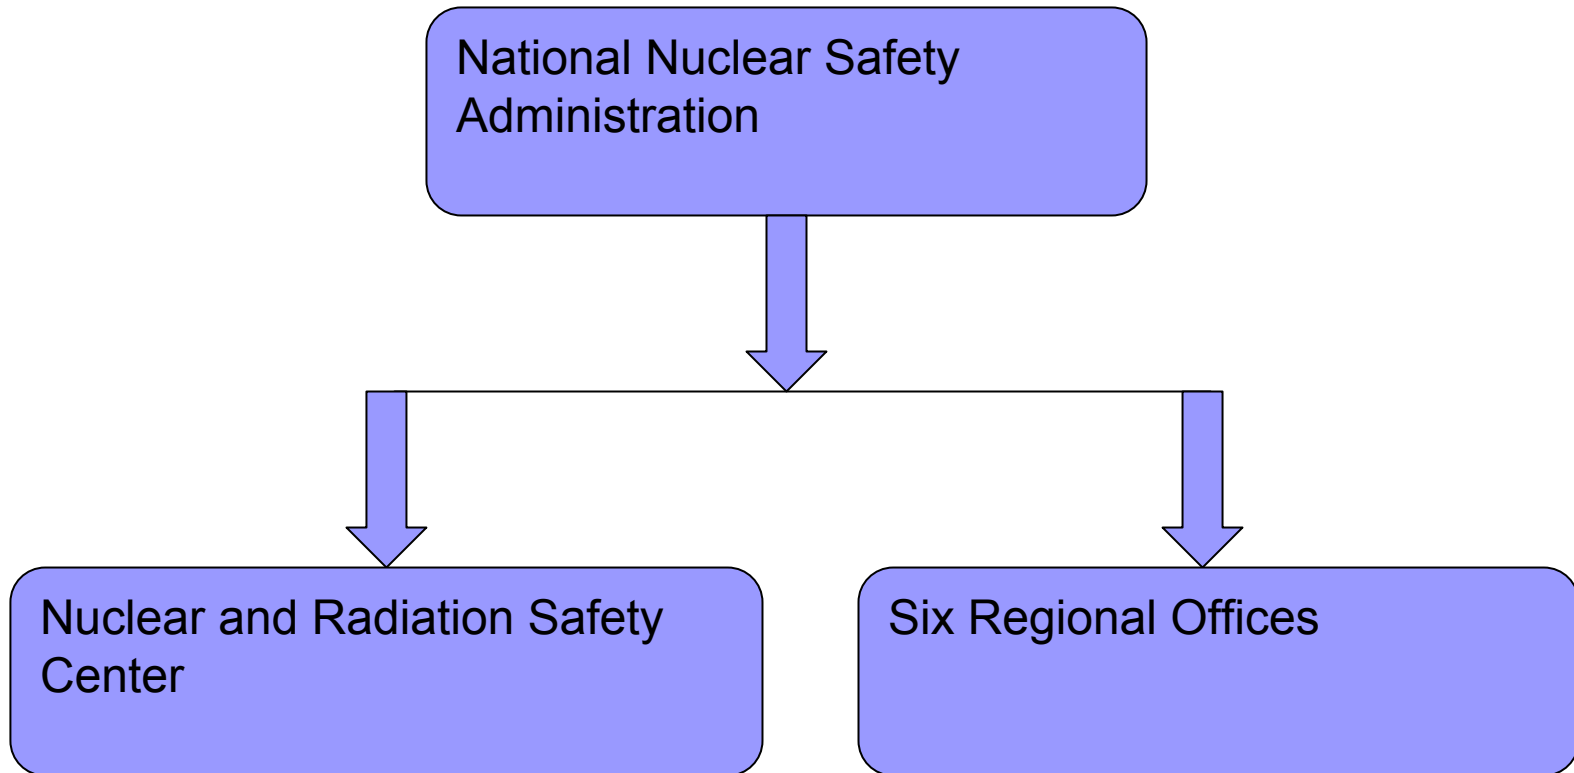 National Nuclear Safety
Administration
Nuclear and Radiation Safety
Center
Six Regional Offices